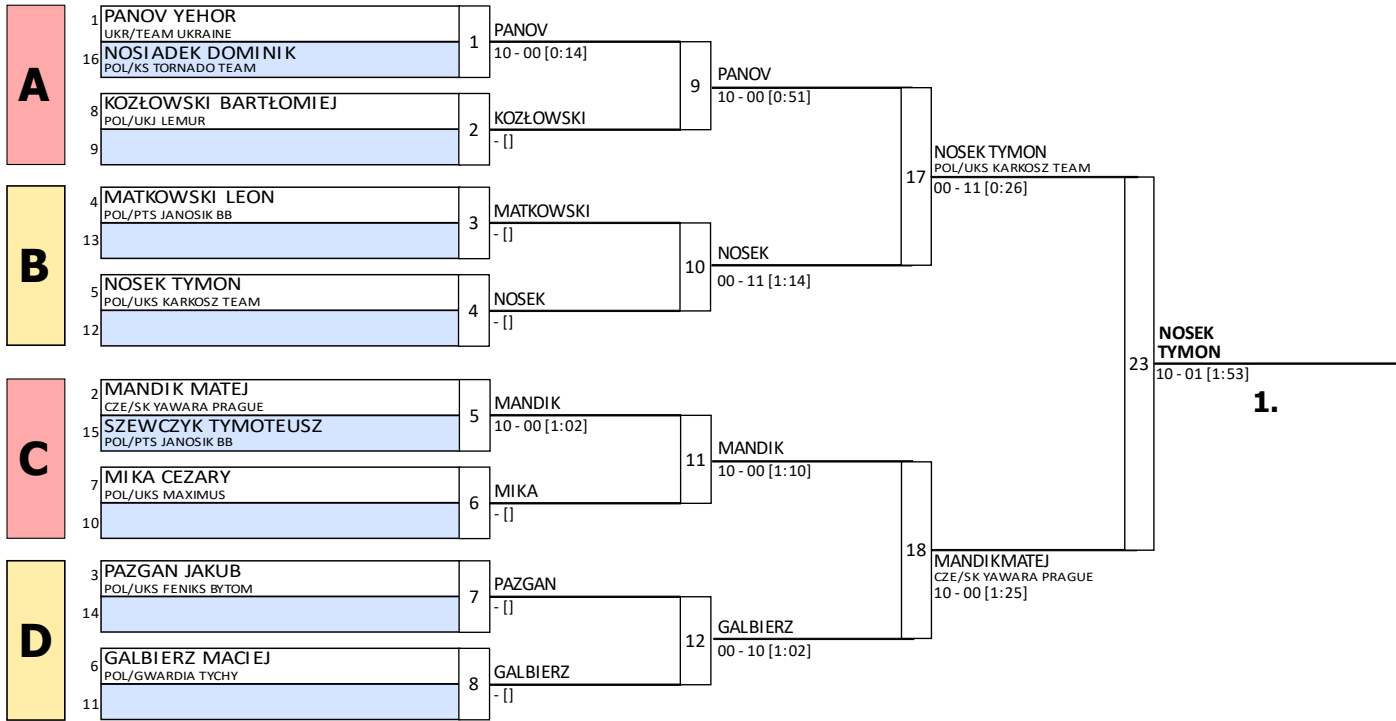 A
1 PANOV YEHOR
UKR/TEAM UKRAINE
16 NOSIADEK DOMINIK
POL/KS TORNADO TEAM
1
8 KOZŁOWSKI BARTŁOMIEJ
POL/UKJ LEMUR
9
2
B
4 MATKOWSKI LEON
POL/PTS JANOSIK BB
13
3
5 NOSEK TYMON
POL/UKS KARKOSZ TEAM
12
4
C
2 MANDIK MATEJ
CZE/SK YAWARA PRAGUE
15 SZEWCZYK TYMOTEUSZ
POL/PTS JANOSIK BB
5
7 MIKA CEZARY
POL/UKS MAXIMUS
10
6
D
3 PAZGAN JAKUB
POL/UKS FENIKS BYTOM
14
7
6 GALBIERZ MACIEJ
POL/GWARDIA TYCHY
11
8
PANOV
10 - 00 [0:14]
KOZŁOWSKI
- []
9
MATKOWSKI
- []
NOSEK
- []
10
MANDIK
10 - 00 [1:02]
MIKA
- []
11
PAZGAN
- []
GALBIERZ
- []
12
PANOV
10 - 00 [0:51]
NOSEK
00 - 11 [1:14]
17
MANDIK
10 - 00 [1:10]
GALBIERZ
00 - 10 [1:02]
18
NOSEK TYMON
POL/UKS KARKOSZ TEAM
00 - 11 [0:26]
MANDIKMATEJ
CZE/SK YAWARA PRAGUE
10 - 00 [1:25]
23
NOSEK
TYMON
10 - 01 [1:53]
1.